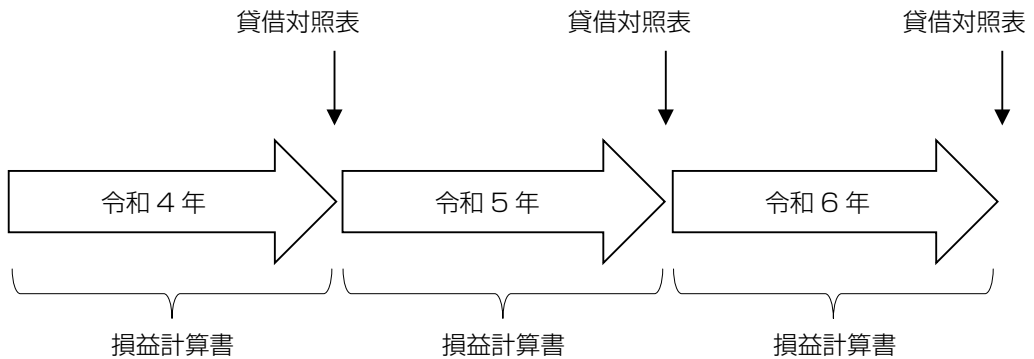 貸借対照表 貸借対照表 貸借対照表
令和４年 令和５年 令和６年
損益計算書 損益計算書 損益計算書